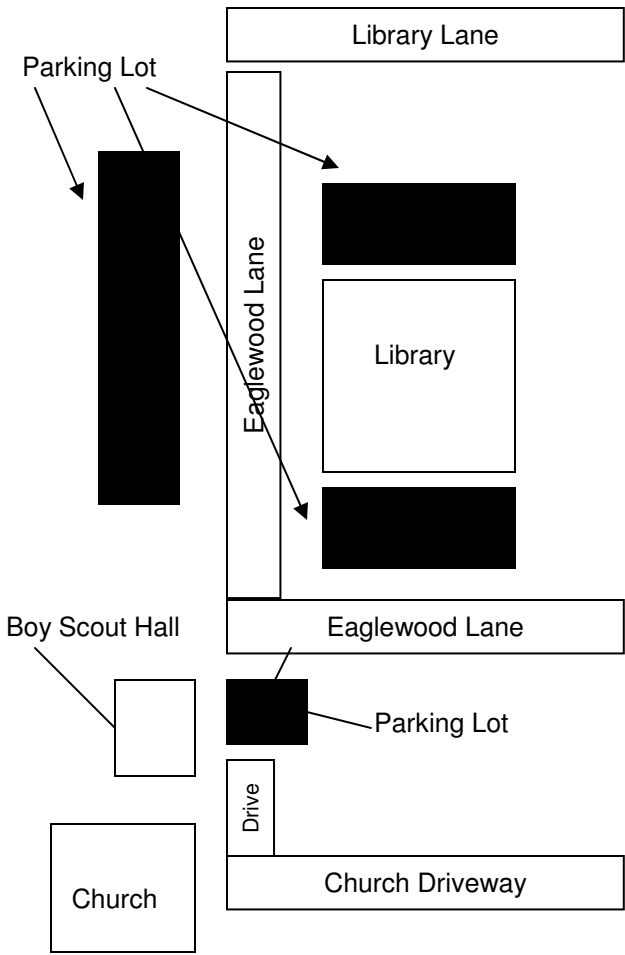 Library Lane
Parking Lot
Eaglewood Lane
Library
Boy Scout Hall
Eaglewood Lane
Parking Lot
Drive
Church
Church Driveway